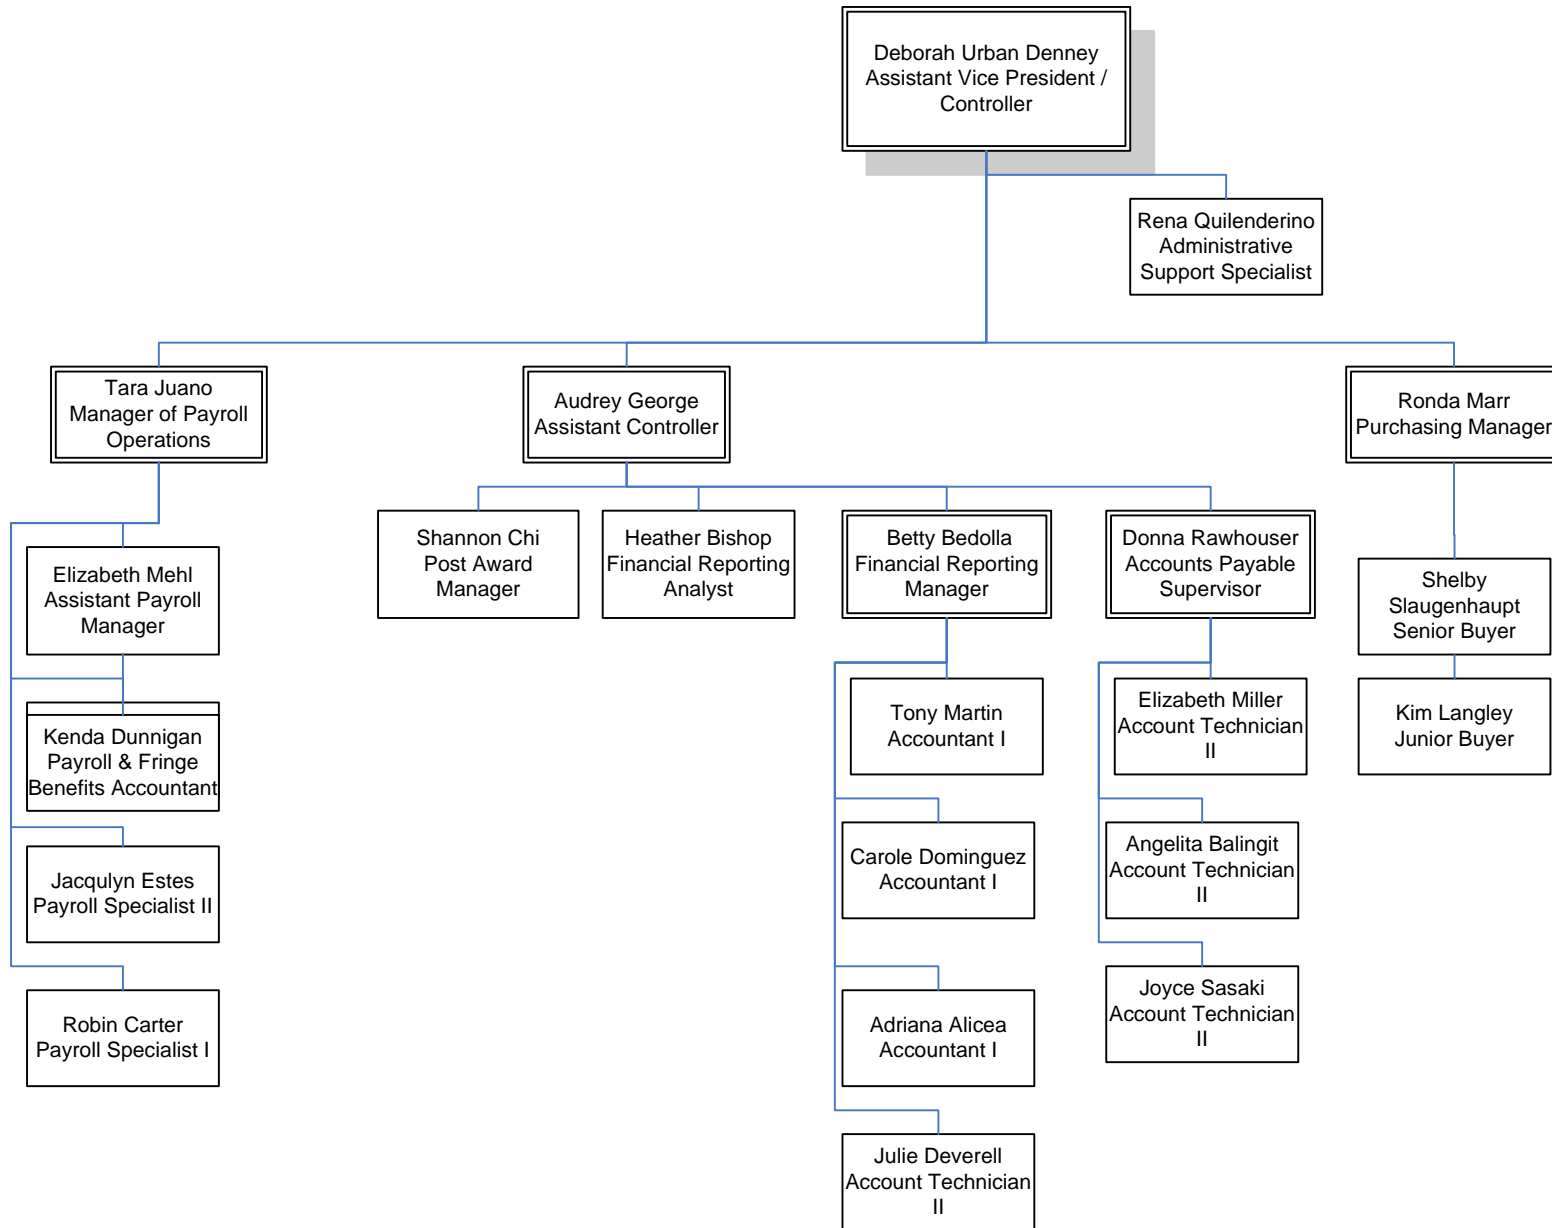 Deborah Urban Denney
Assistant Vice President /
Controller
Rena Quilenderino
Administrative
Support Specialist
Tara Juano
Manager of Payroll
Operations
Audrey George
Assistant Controller
Ronda Marr
Purchasing Manager
Elizabeth Mehl
Assistant Payroll
Manager
Kenda Dunnigan
Payroll & Fringe
Benefits Accountant
Jacqulyn Estes
Payroll Specialist II
Robin Carter
Payroll Specialist I
Shannon Chi
Post Award
Manager
Heather Bishop
Financial Reporting
Analyst
Betty Bedolla
Financial Reporting
Manager
Tony Martin
Accountant I
Carole Dominguez
Accountant I
Adriana Alicea
Accountant I
Julie Deverell
Account Technician
II
Donna Rawhouser
Accounts Payable
Supervisor
Elizabeth Miller
Account Technician
II
Angelita Balingit
Account Technician
II
Joyce Sasaki
Account Technician
II
Shelby
Slaugenhaupt
Senior Buyer
Kim Langley
Junior Buyer